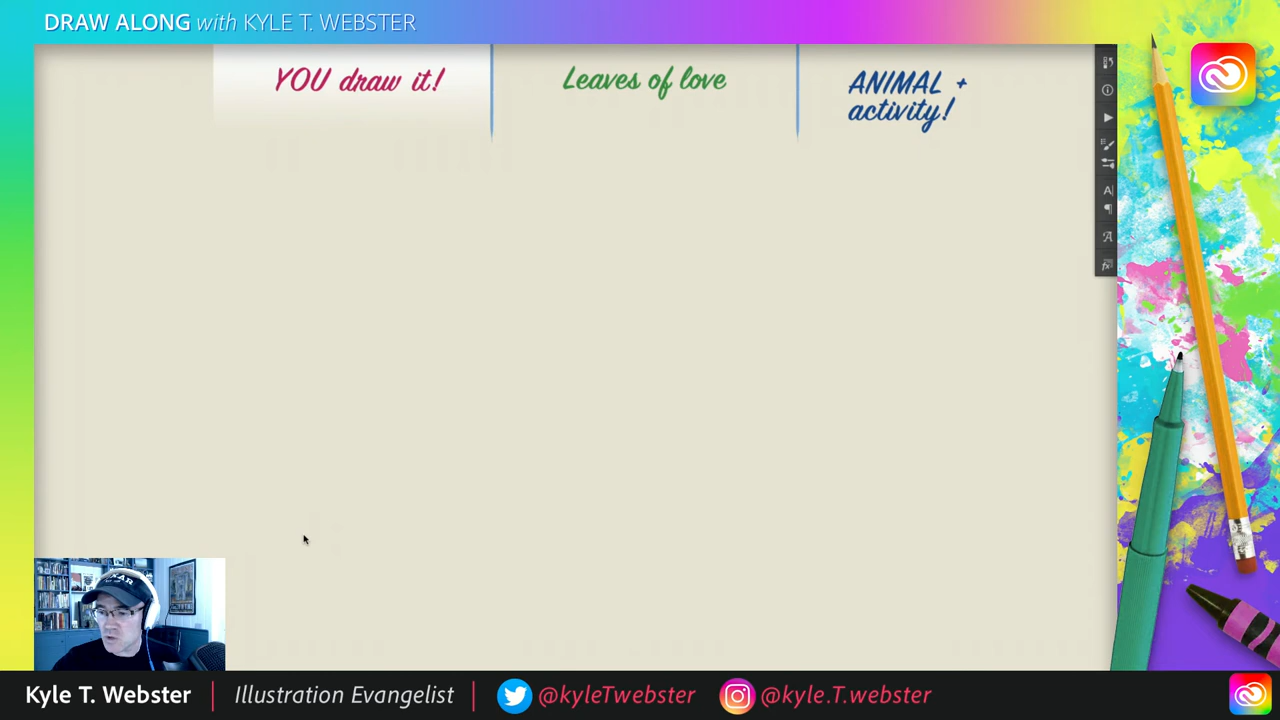 DRAW ALONG with KYLE T. WEBSTER
YOU draw it!
Leaves of love
ANIMAL +
activity!
Kyle T. Webster | Illustration Evangelist | @kyleTwebster @kyle.T.webster